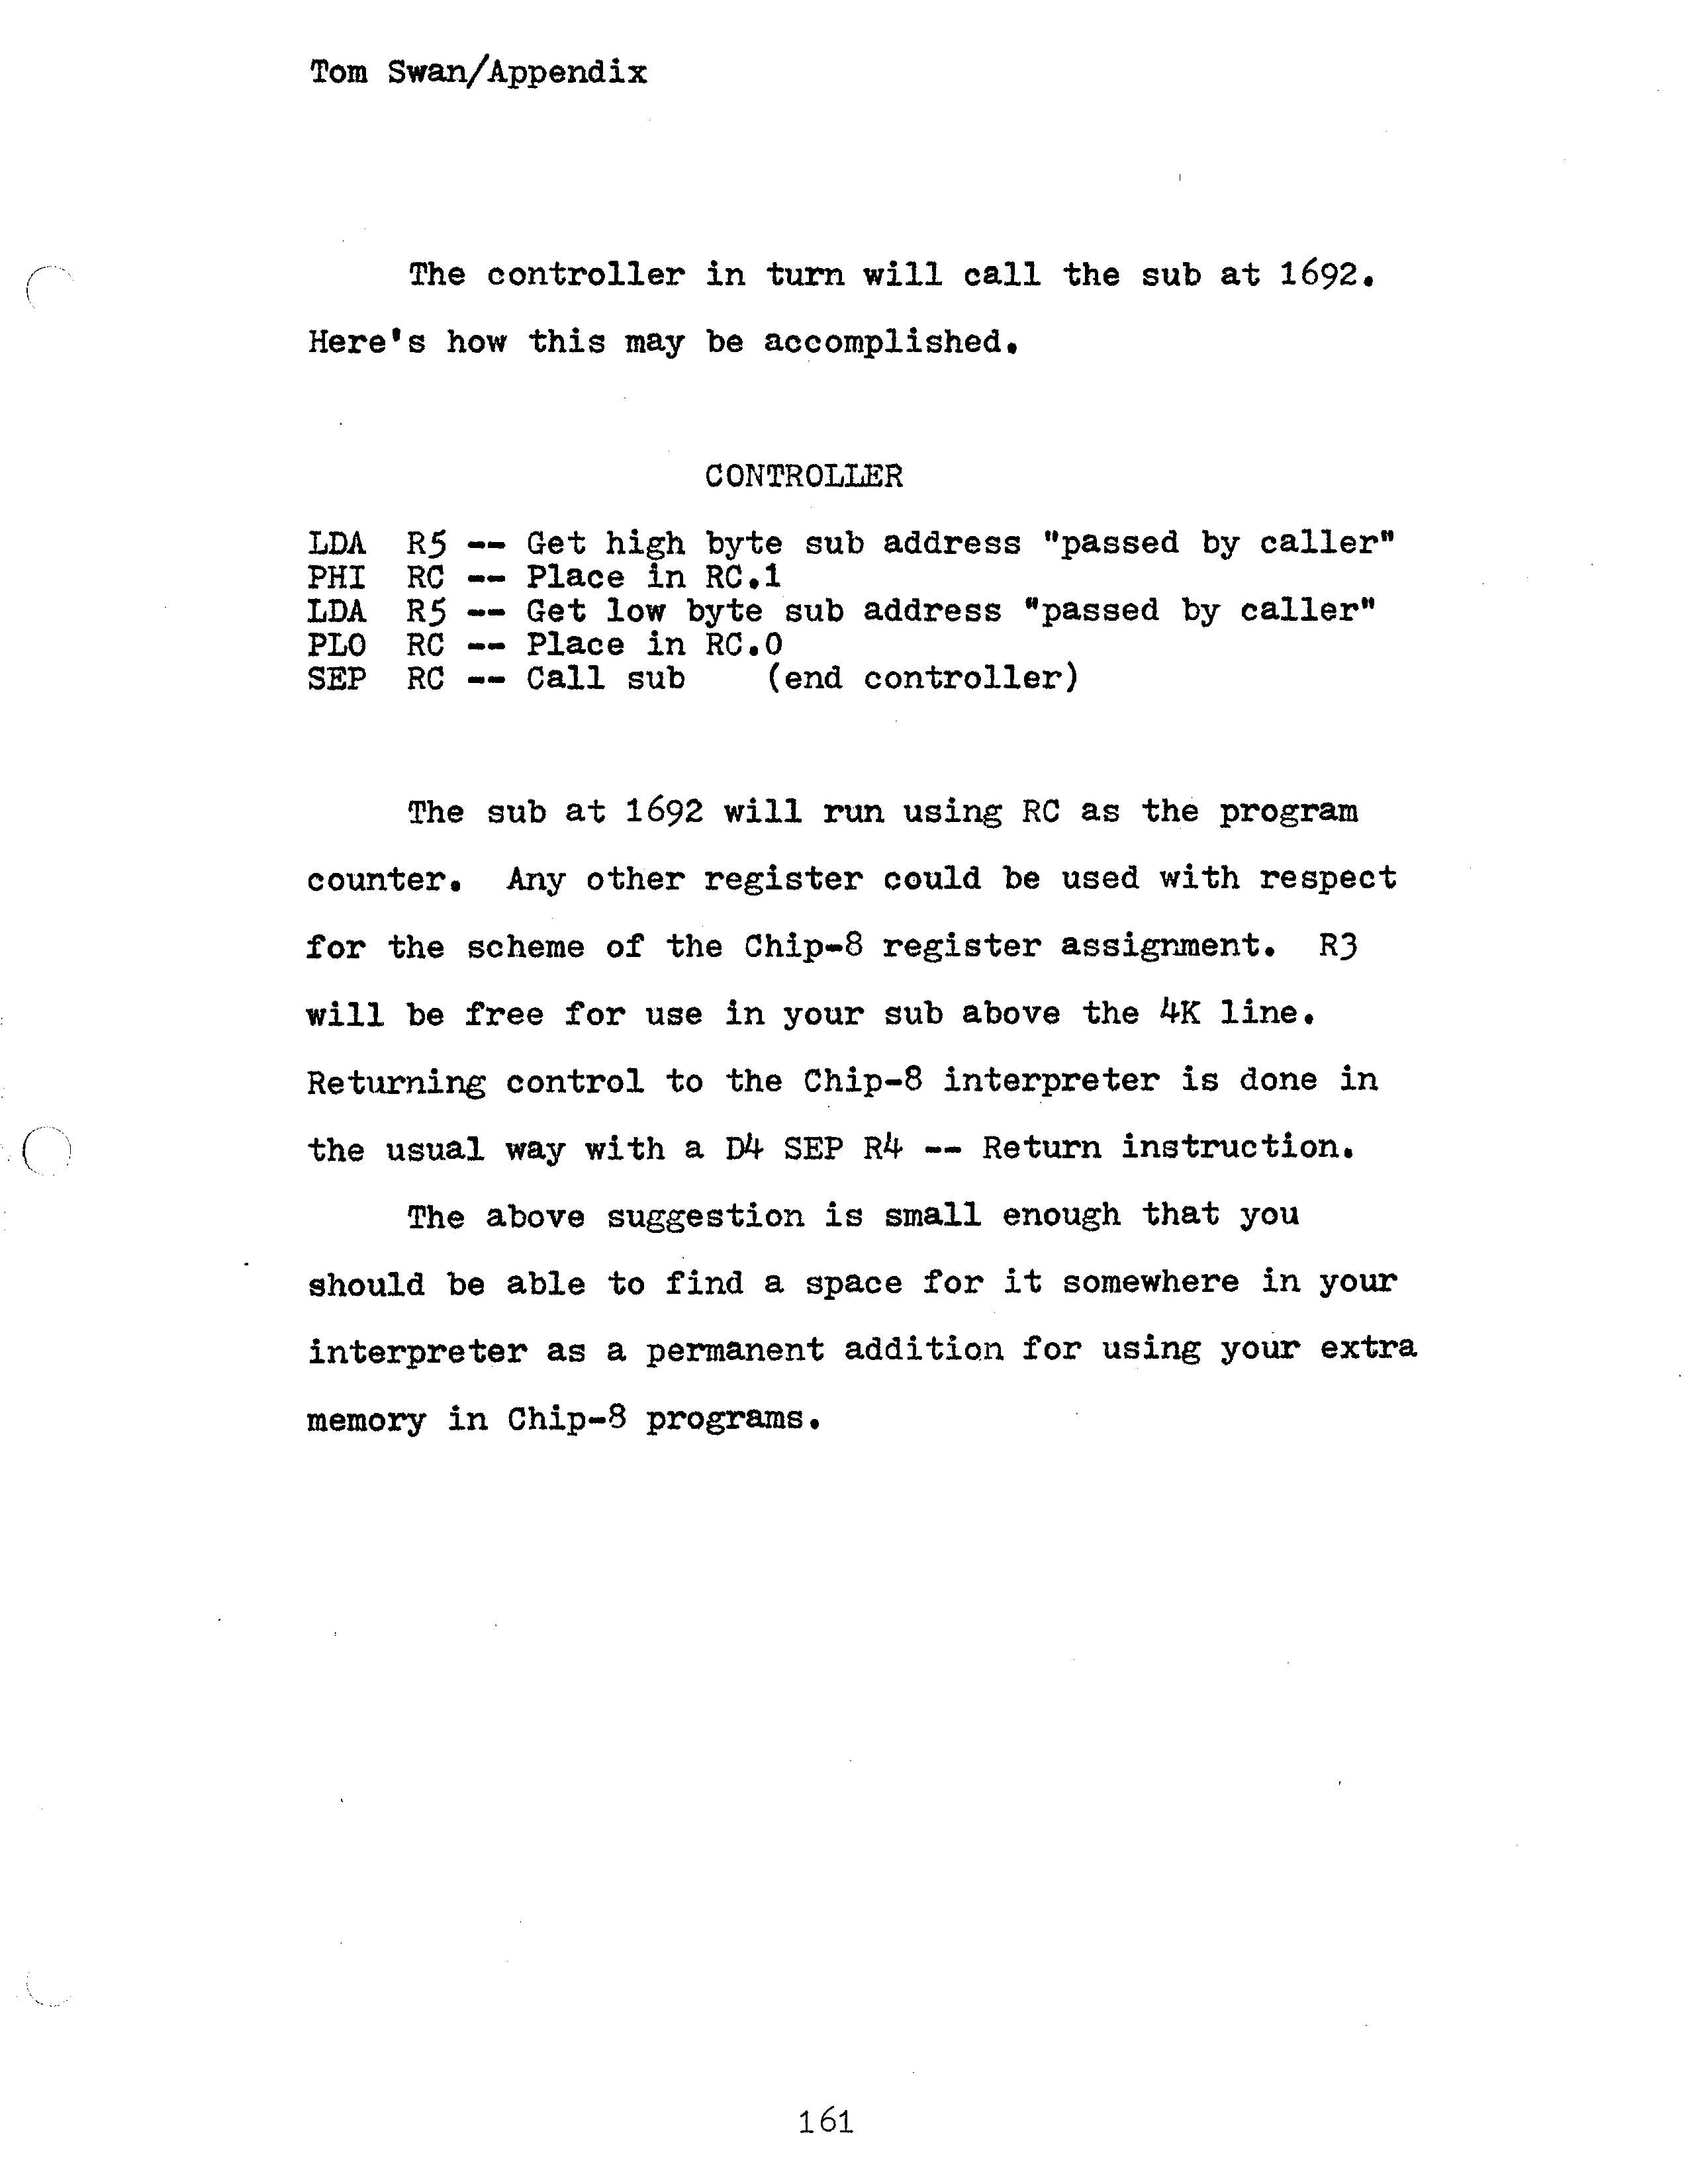 Tom Swan/Appendix
The controller in turn will call the sub at 1692.
Here's how this may be accomplished.
CONTROLLER
LDA R5 -- Get high byte sub address "passed by caller"
PHI RC -- Place in RC.1
LDA R5 -- Get low byte sub address "passed by caller"
PLO RC -- Place in RC.0
SEP RC -- Call sub (end controller)
The sub at 1692 will run using RC as the program
counter. Any other register could be used with respect
for the scheme of the Chip-8 register assignment. R3
will be free for use in your sub above the 4K line.
Returning control to the Chip-8 interpreter is done in
the usual way with a D4 SEP R4 -- Return instruction.
The above suggestion is small enough that you
should be able to find a space for it somewhere in your
interpreter as a permanent addition for using your extra
memory in Chip-8 programs.
161